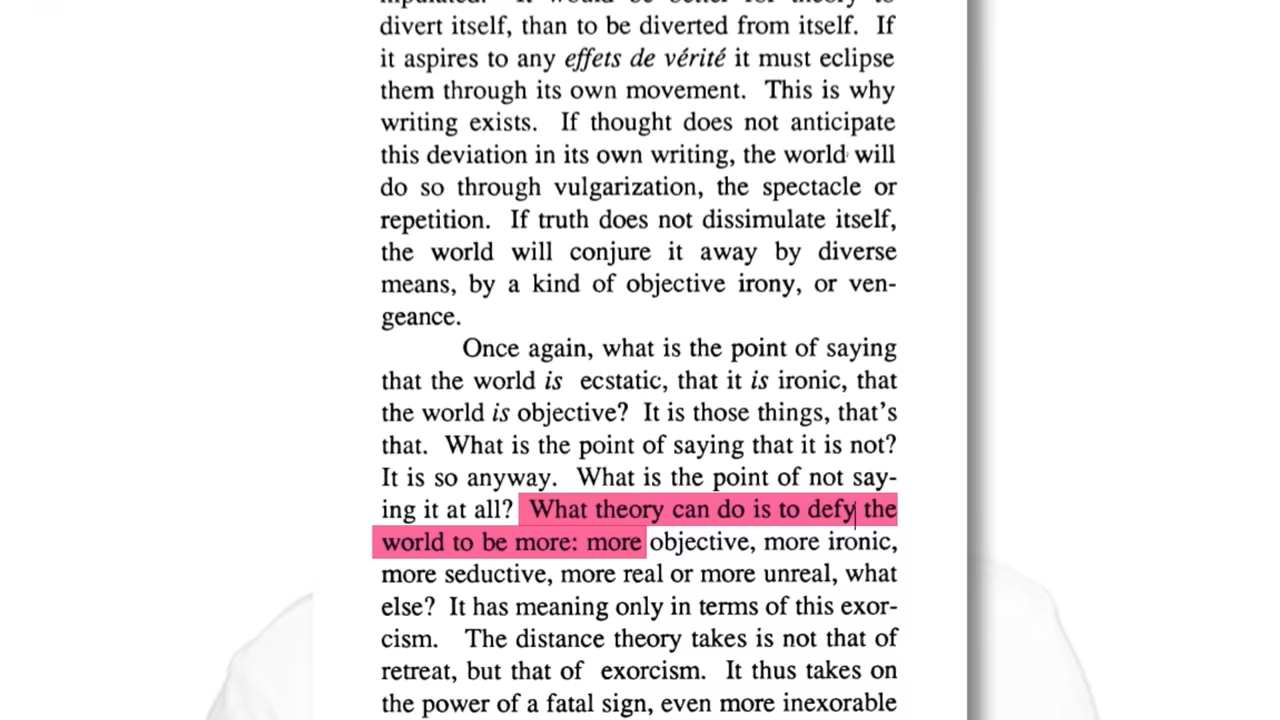 divert itself, than to be diverted from itself. If
it aspires to any effets de vérité it must eclipse
them through its own movement. This is why
writing exists. If thought does not anticipate
this deviation in its own writing, the world will
do so through vulgarization, the spectacle or
repetition. If truth does not dissimulate itself,
the world will conjure it away by diverse
means, by a kind of objective irony, or ven-
geance.
Once again, what is the point of saying
that the world is ecstatic, that it is ironic, that
the world is objective? It is those things, that's
that. What is the point of saying that it is not?
It is so anyway. What is the point of not say-
ing it at all? What theory can do is to defy the
world to be more: more objective, more ironic,
more seductive, more real or more unreal, what
else? It has meaning only in terms of this exor-
cism. The distance theory takes is not that of
retreat, but that of exorcism. It thus takes on
the power of a fatal sign, even more inexorable